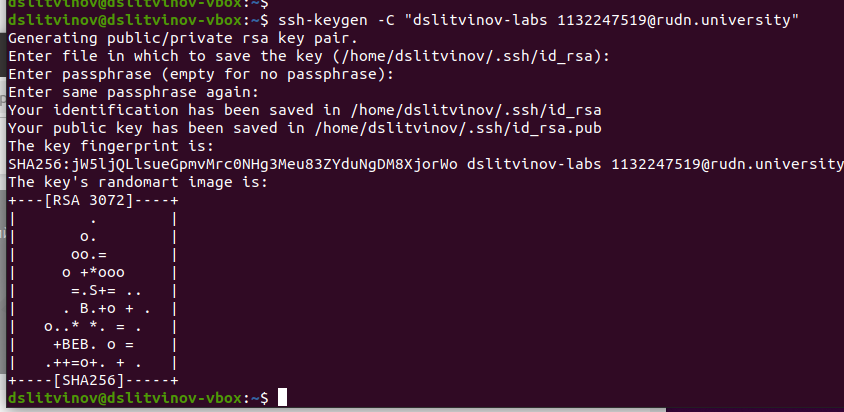 dslitvinov@dslitvinov-vbox:~$
dslitvinov@dslitvinov-vbox:~$ ssh-keygen -C "dslitvinov-labs 1132247519@rudn.university"
Generating public/private rsa key pair.
Enter file in which to save the key (/home/dslitvinov/.ssh/id_rsa):
Enter passphrase (empty for no passphrase):
Enter same passphrase again:
Your identification has been saved in /home/dslitvinov/.ssh/id_rsa
Your public key has been saved in /home/dslitvinov/.ssh/id_rsa.pub
The key fingerprint is:
SHA256:jW5ljQLlsueGpmvMrc0NHg3Meu83ZYduNgDM8XjorWo dslitvinov-labs 1132247519@rudn.university
The key's randomart image is:
+---[RSA 3072]----+
|        .        |
|       o.        |
|      oo.=       |
|     o +*ooo     |
|      =.S+= ..   |
|     . B.+o + .  |
|   o..* *. = .   |
|    +BEB. o =    |
|   .++=o+. + .   |
+----[SHA256]-----+
dslitvinov@dslitvinov-vbox:~$